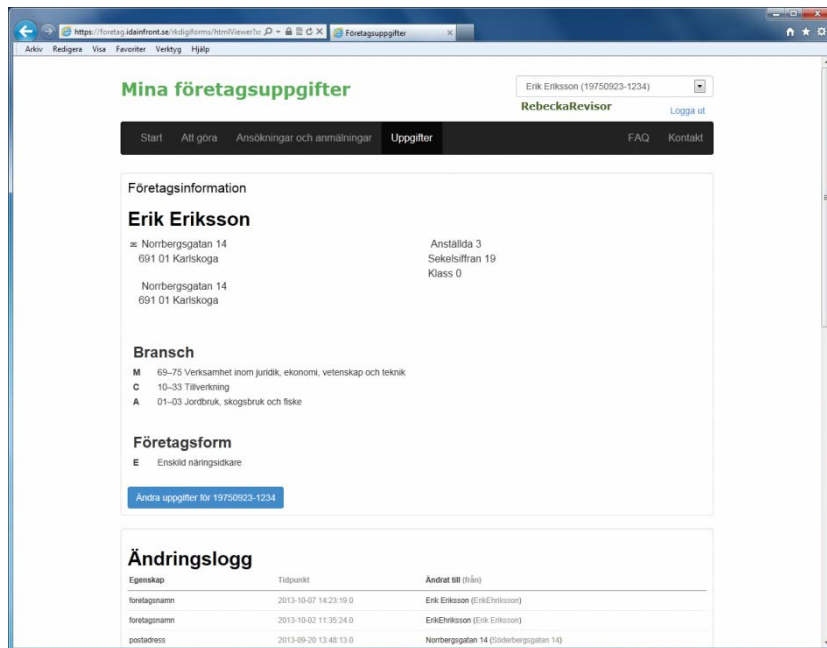 https://foretag.idainfront.se/rkdigiforms/htmlViewer?x
Företagsuppgifter
Arkiv Redigera Visa Favoriter Verktyg Hjälp
Mina företagsuppgifter
Erik Eriksson (19750923-1234)
RebeckaRevisor
Logga ut
Start Att göra Ansökningar och anmälningar Uppgifter FAQ Kontakt
Företagsinformation
Erik Eriksson
Norrbergsgatan 14 Anställda 3
691 01 Karlskoga Sekelsiffran 19
Klass 0
Norrbergsgatan 14
691 01 Karlskoga
Bransch
M 69–75 Verksamhet inom juridik, ekonomi, vetenskap och teknik
C 10–33 Tillverkning
A 01–03 Jordbruk, skogsbruk och fiske
Företagsform
E Enskild näringsidkare
Ändra uppgifter för 19750923-1234
Ändringslogg
Egenskap Tidpunkt Ändrat till (från)
foretagsnamn 2013-10-07 14:23:19.0 Erik Eriksson (ErikEhriksson)
foretagsnamn 2013-10-02 11:35:24.0 ErikEhriksson (Erik Eriksson)
postadress 2013-09-20 13:48:13.0 Norrbergsgatan 14 (Söderbergsgatan 14)